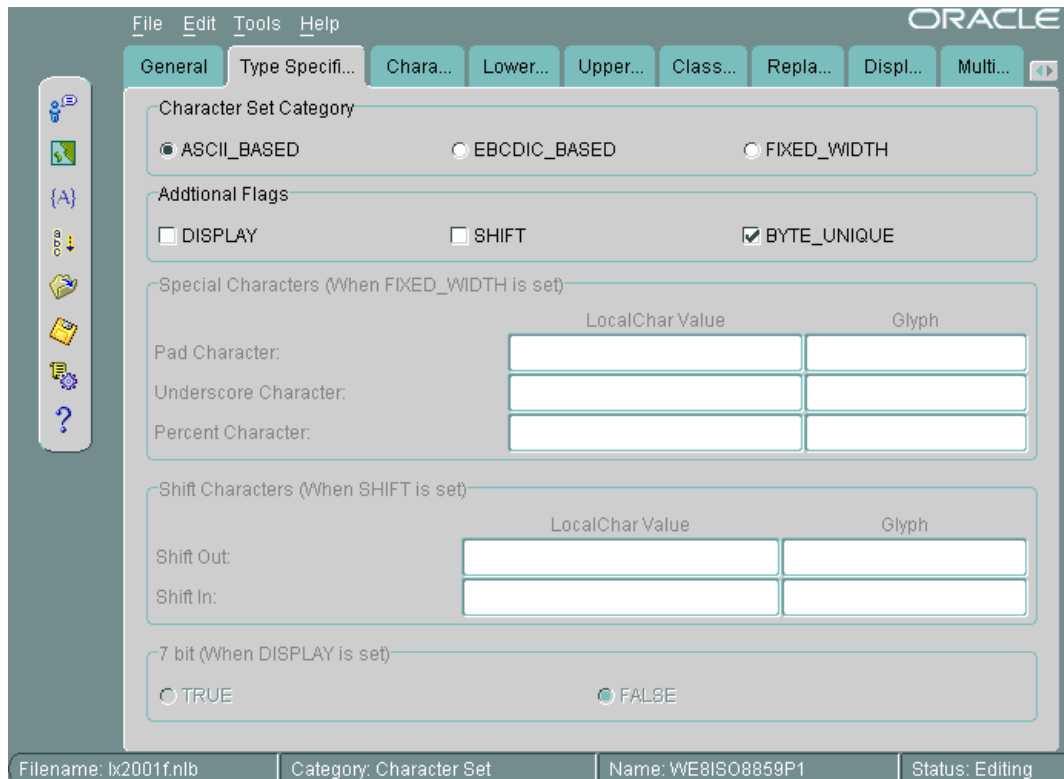 File Edit Tools Help
ORACLE
General Type Specifi... Chara... Lower... Upper... Class... Repla... Displ... Multi...
Character Set Category
ASCII_BASED EBCDIC_BASED FIXED_WIDTH
Addtional Flags
DISPLAY SHIFT BYTE_UNIQUE
Special Characters (When FIXED_WIDTH is set)
LocalChar Value Glyph
Pad Character:
Underscore Character:
Percent Character:
Shift Characters (When SHIFT is set)
LocalChar Value Glyph
Shift Out:
Shift In:
7 bit (When DISPLAY is set)
TRUE FALSE
Filename: lx2001f.nlb Category: Character Set Name: WE8ISO8859P1 Status: Editing
{A}
a
b
c
?